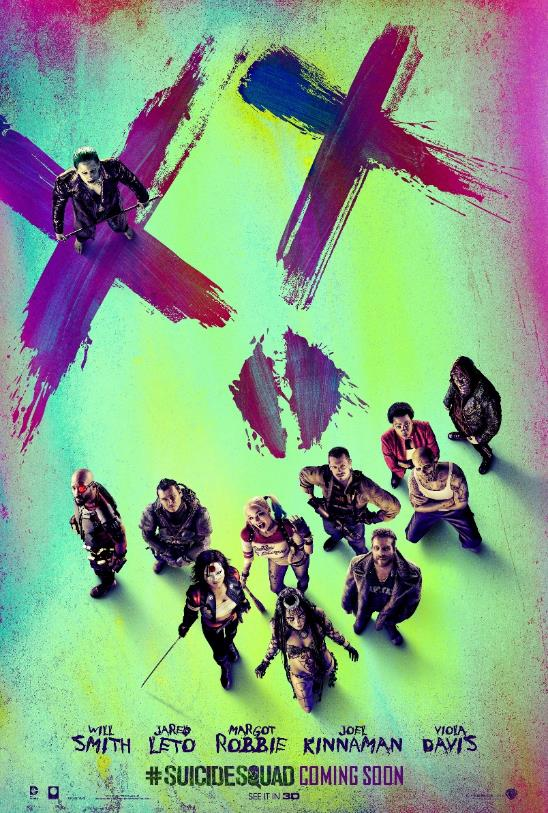 WILL SMITH
JARED LETO
MARGOT ROBBIE
JOEL KINNAMAN
VIOLA DAVIS
#SUICIDESQUAD COMING SOON
SEE IT IN 3D